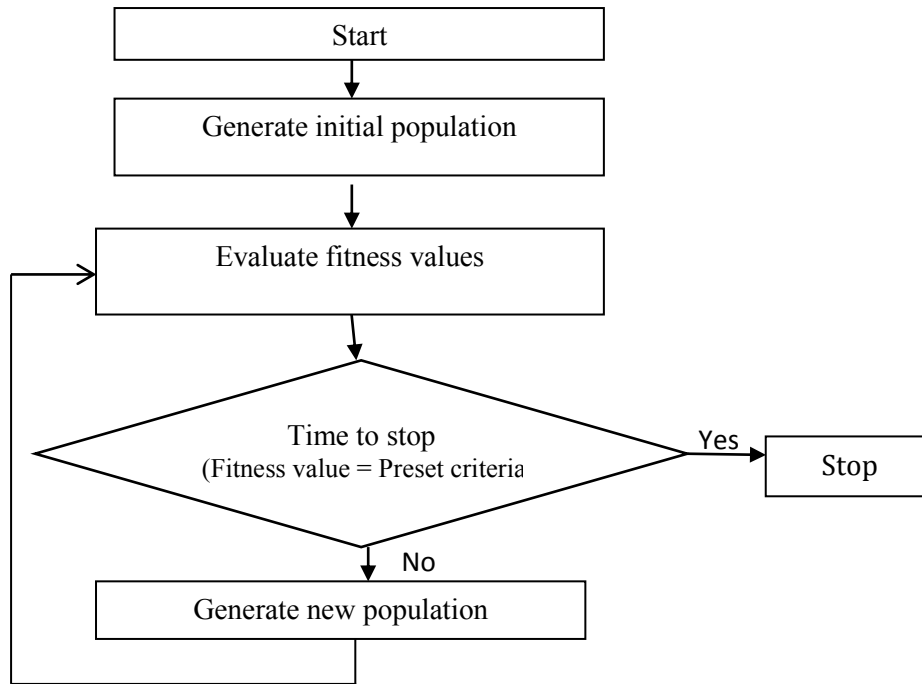 Start
Generate initial population
Evaluate fitness values
Time to stop
(Fitness value = Preset criteria
Yes
Stop
No
Generate new population